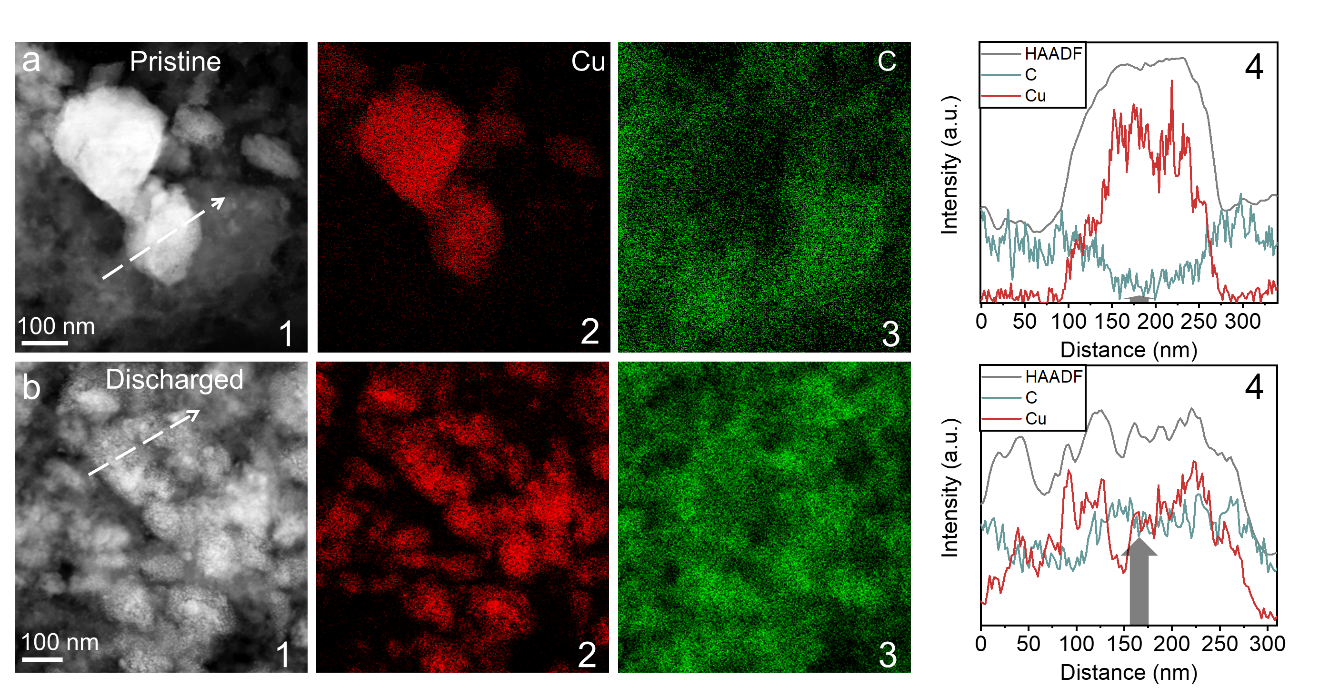 a
Pristine
100 nm
1
Cu
2
C
3
HAADF
C
Cu
4
Intensity (a.u.)
0 50 100 150 200 250 300
Distance (nm)
b
Discharged
100 nm
1
2
3
HAADF
C
Cu
4
Intensity (a.u.)
0 50 100 150 200 250 300
Distance (nm)